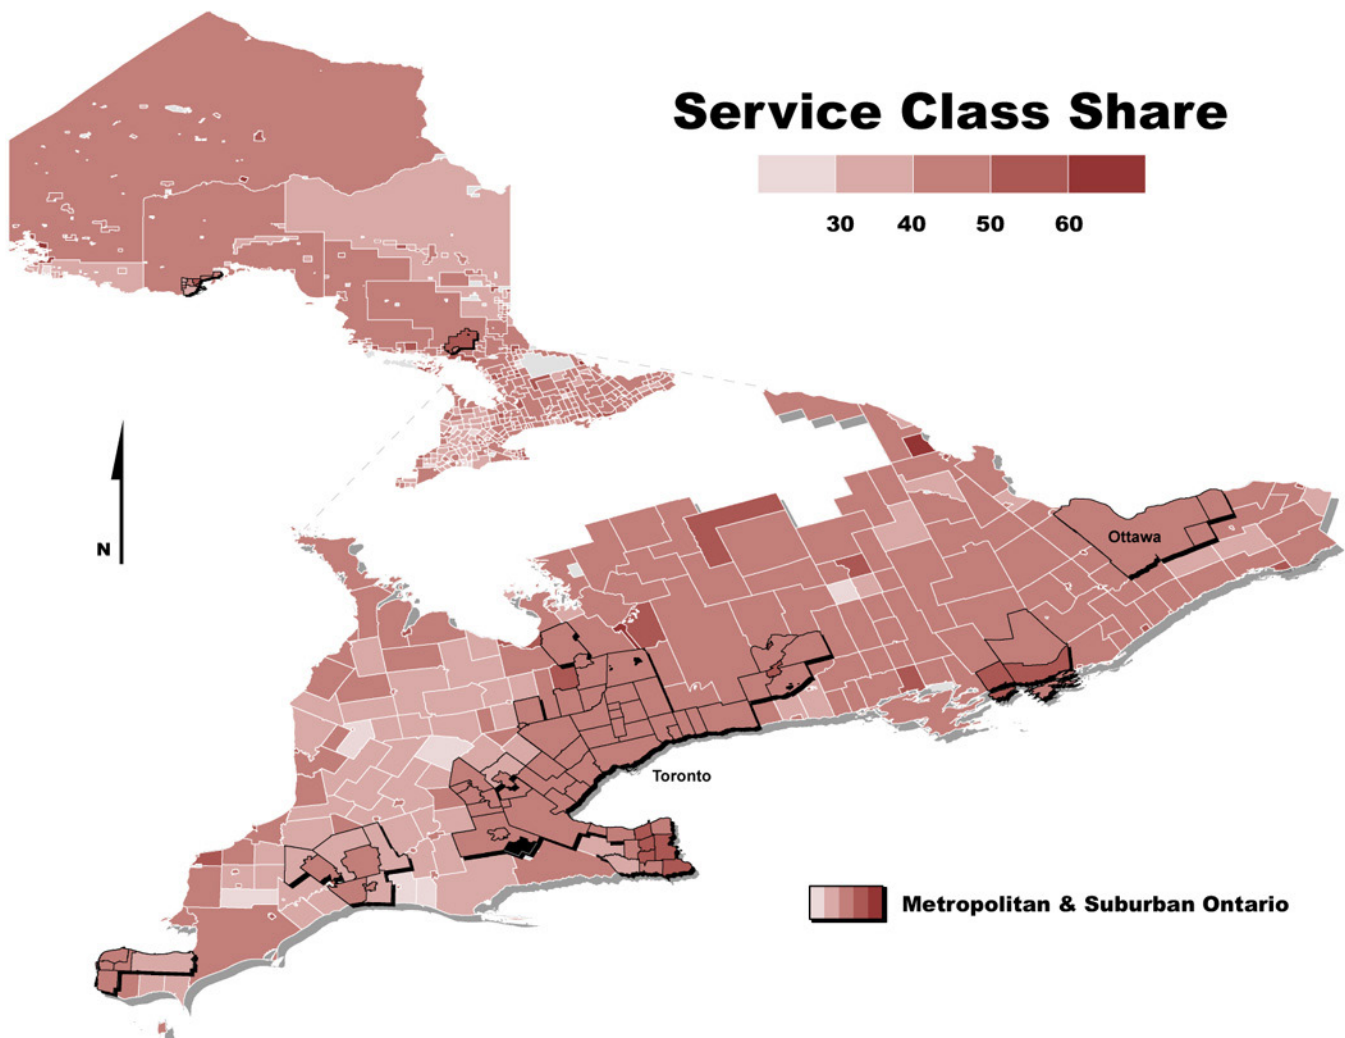 Service Class Share
30 40 50 60
N
Ottawa
Toronto
Metropolitan & Suburban Ontario